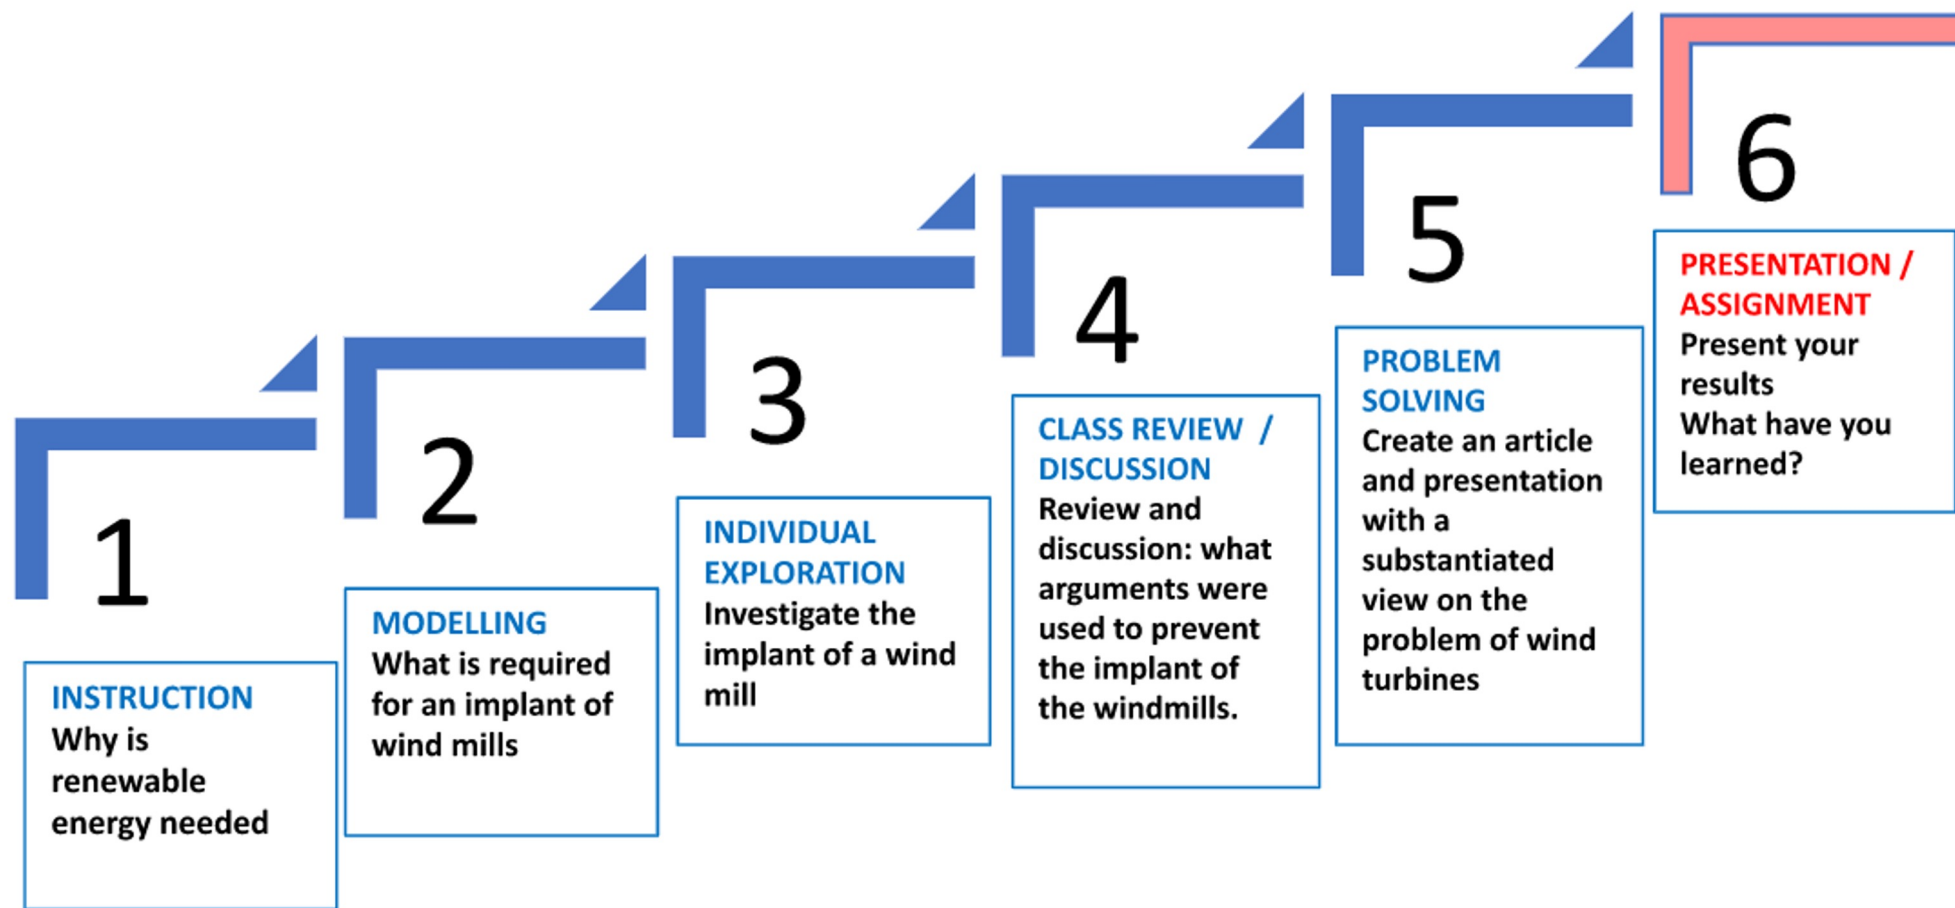 1
INSTRUCTION
Why is
renewable
energy needed
2
MODELLING
What is required
for an implant of
wind mills
3
INDIVIDUAL
EXPLORATION
Investigate the
implant of a wind
mill
4
CLASS REVIEW /
DISCUSSION
Review and
discussion: what
arguments were
used to prevent
the implant of
the windmills.
5
PROBLEM
SOLVING
Create an article
and presentation
with a
substantiated
view on the
problem of wind
turbines
6
PRESENTATION /
ASSIGNMENT
Present your
results
What have you
learned?